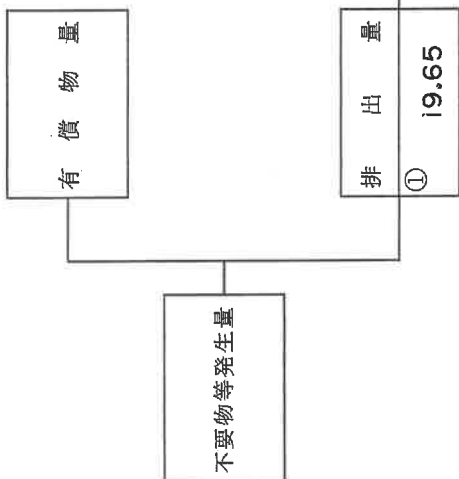 不要物等発生量
有償物量
排出量
①
19.65